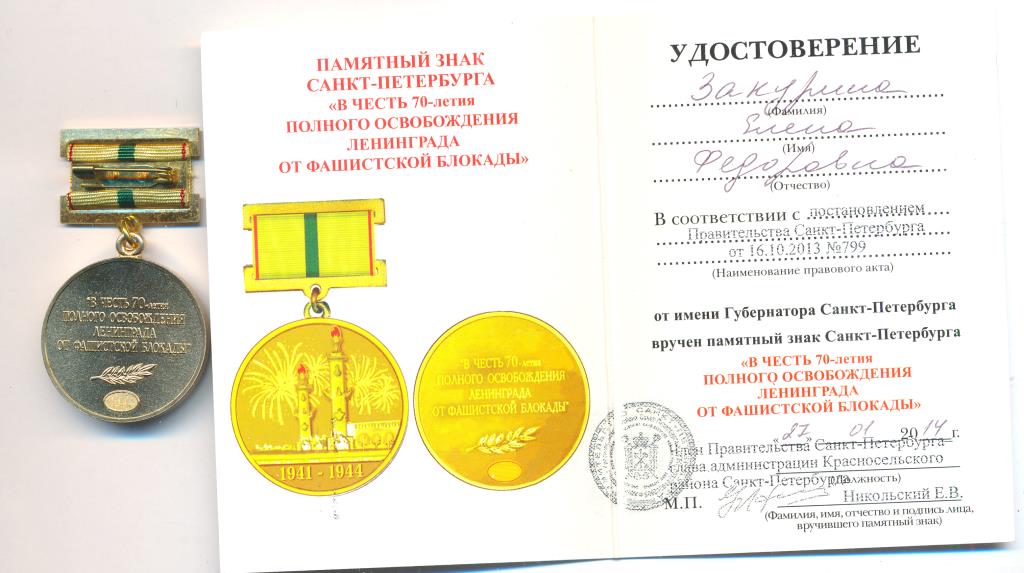 "В ЧЕСТЬ 70-летия
ПОЛНОГО ОСВОБОЖДЕНИЯ
ЛЕНИНГРАДА
ОТ ФАШИСТСКОЙ БЛОКАДЫ"
ПАМЯТНЫЙ ЗНАК
САНКТ-ПЕТЕРБУРГА
«В ЧЕСТЬ 70-летия
ПОЛНОГО ОСВОБОЖДЕНИЯ
ЛЕНИНГРАДА
ОТ ФАШИСТСКОЙ БЛОКАДЫ»
1941 - 1944
"В ЧЕСТЬ 70-летия
ПОЛНОГО ОСВОБОЖДЕНИЯ
ЛЕНИНГРАДА
ОТ ФАШИСТСКОЙ БЛОКАДЫ"
УДОСТОВЕРЕНИЕ
Закурина
(Фамилия)
Елена
(Имя)
Федоровна
(Отчество)
В соответствии с постановлением
Правительства Санкт-Петербурга
от 16.10.2013 №799
(Наименование правового акта)
от имени Губернатора Санкт-Петербурга
вручен памятный знак Санкт-Петербурга
«В ЧЕСТЬ 70-летия
ПОЛНОГО ОСВОБОЖДЕНИЯ
ЛЕНИНГРАДА
ОТ ФАШИСТСКОЙ БЛОКАДЫ»
«27» 01 2014 г.
Член Правительства Санкт-Петербурга
глава администрации Красносельского
района Санкт-Петербурга (Должность)
М.П. Никольский Е.В.
(Фамилия, имя, отчество и подпись лица,
вручившего памятный знак)